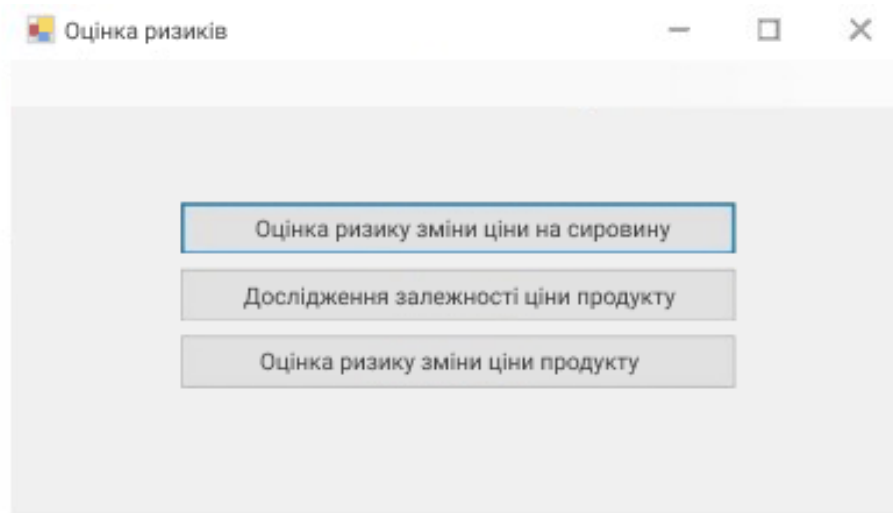 Оцінка ризиків
Оцінка ризику зміни ціни на сировину
Дослідження залежності ціни продукту
Оцінка ризику зміни ціни продукту